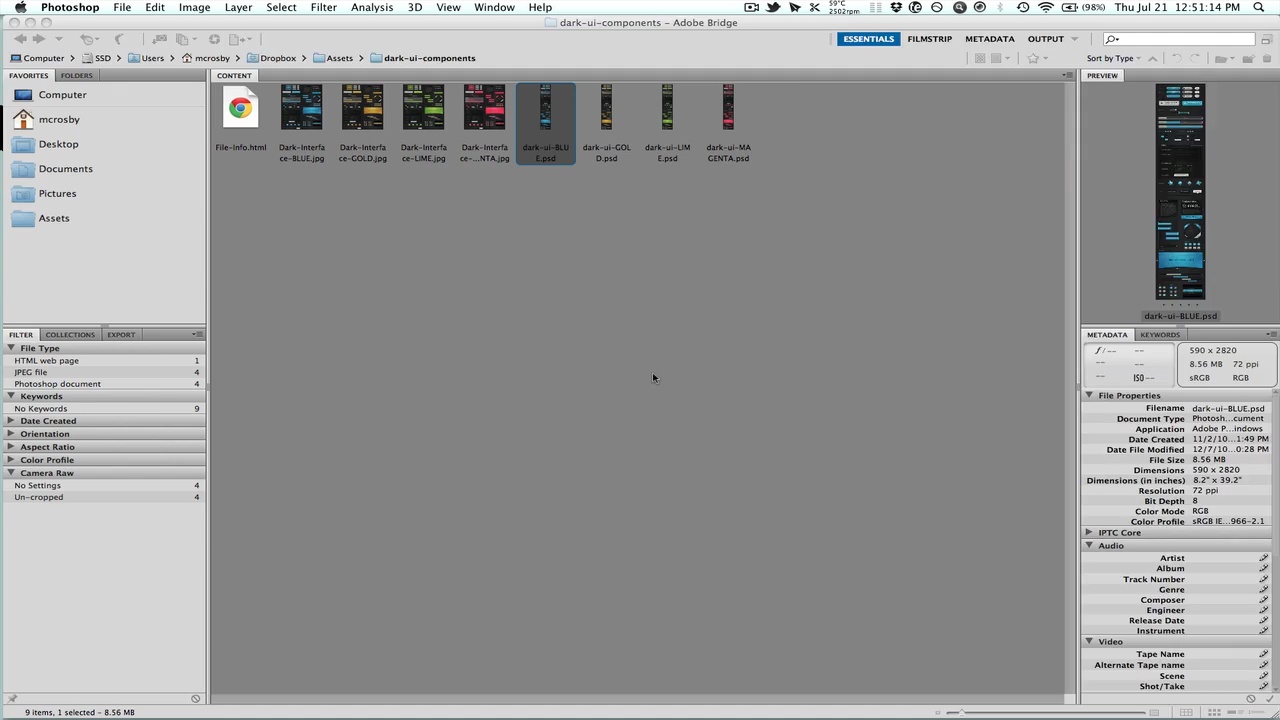 Photoshop File Edit Image Layer Select Filter Analysis 3D View Window Help
59°C
2502rpm
(98%) Thu Jul 21 12:51:14 PM
dark-ui-components – Adobe Bridge
ESSENTIALS FILMSTRIP METADATA OUTPUT
Computer SSD Users mcrosby Dropbox Assets dark-ui-components
Sort by Type
FAVORITES FOLDERS
Computer
mcrosby
Desktop
Documents
Pictures
Assets
CONTENT
File-Info.html
Dark-Interf
ace-BLUE.jpg
Dark-Interf
ace-GOLD.jpg
Dark-Interf
ace-LIME.jpg
Dark-Interf
ace-...NTA.jpg
dark-ui-BLU
E.psd
dark-ui-GOL
D.psd
dark-ui-LIM
E.psd
dark-ui-MA
GENTA.psd
PREVIEW
dark-ui-BLUE.psd
FILTER COLLECTIONS EXPORT
File Type
HTML web page 1
JPEG file 4
Photoshop document 4
Keywords
No Keywords 9
Date Created
Orientation
Aspect Ratio
Color Profile
Camera Raw
No Settings 4
Un-cropped 4
METADATA KEYWORDS
f/-- --
-- --
-- ISO--
590 x 2820
8.56 MB 72 ppi
sRGB RGB
File Properties
Filename dark-ui-BLUE.psd
Document Type Photosh...cument
Application Adobe P...indows
Date Created 11/2/10...1:49 PM
Date File Modified 12/7/10...0:28 PM
File Size 8.56 MB
Dimensions 590 x 2820
Dimensions (in inches) 8.2" x 39.2"
Resolution 72 ppi
Bit Depth 8
Color Mode RGB
Color Profile sRGB IE...966-2.1
IPTC Core
Audio
Artist
Album
Track Number
Genre
Composer
Engineer
Release Date
Instrument
Video
Tape Name
Alternate Tape name
Scene
Shot/Take
9 items, 1 selected - 8.56 MB